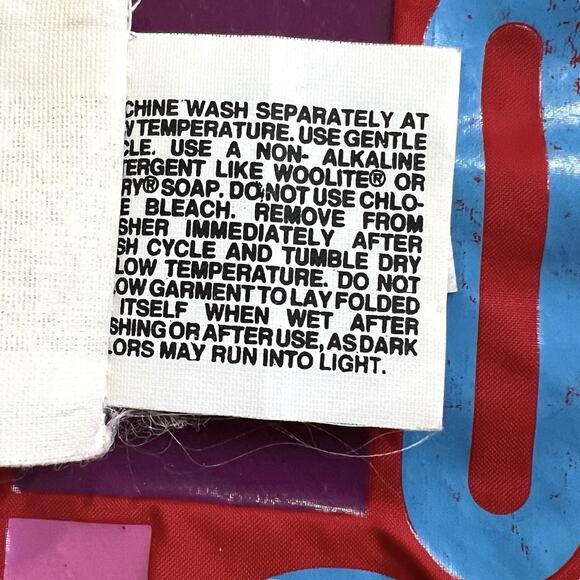 CHINE WASH SEPARATELY AT
W TEMPERATURE. USE GENTLE
CLE. USE A NON- ALKALINE
TERGENT LIKE WOOLITE® OR
RY® SOAP. DO NOT USE CHLO-
E BLEACH. REMOVE FROM
SHER IMMEDIATELY AFTER
SH CYCLE AND TUMBLE DRY
LOW TEMPERATURE. DO NOT
OW GARMENT TO LAY FOLDED
ITSELF WHEN WET AFTER
SHING OR AFTER USE, AS DARK
LORS MAY RUN INTO LIGHT.